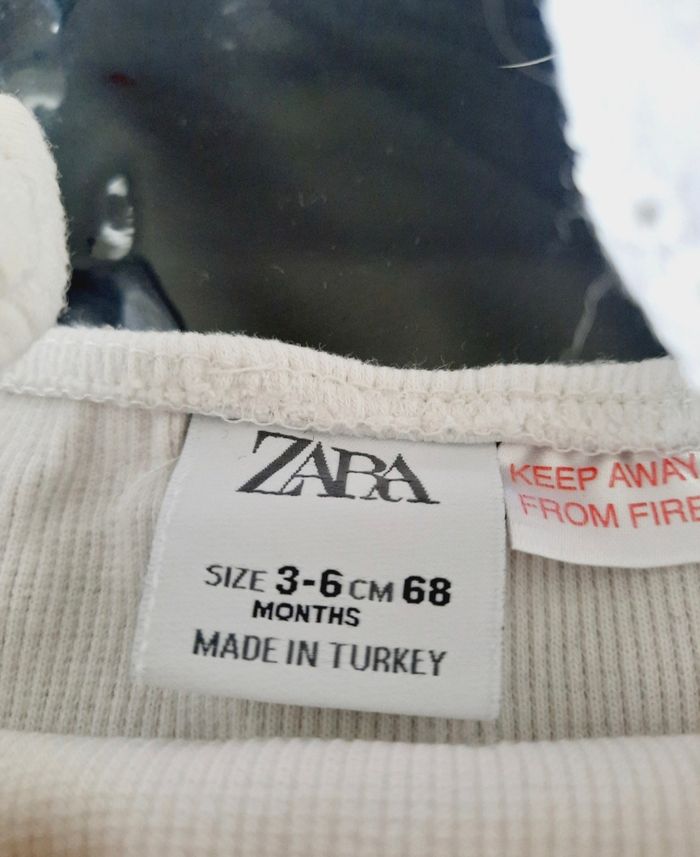 ZARA
SIZE 3-6 CM 68
MONTHS
MADE IN TURKEY
KEEP AWAY
FROM FIRE